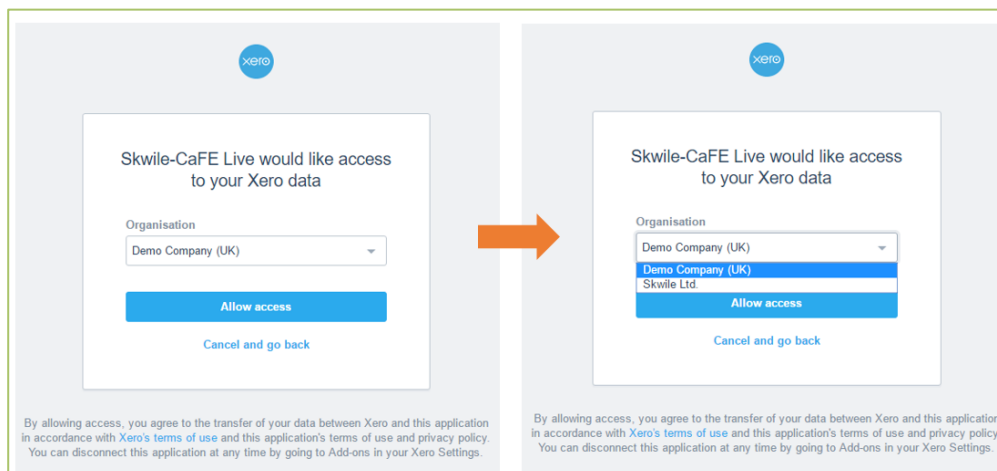 xero
Skwile-CaFE Live would like access
to your Xero data
Organisation
Demo Company (UK)
Allow access
Cancel and go back
By allowing access, you agree to the transfer of your data between Xero and this application
in accordance with Xero's terms of use and this application's terms of use and privacy policy.
You can disconnect this application at any time by going to Add-ons in your Xero Settings.
xero
Skwile-CaFE Live would like access
to your Xero data
Organisation
Demo Company (UK)
Demo Company (UK)
Skwile Ltd.
Allow access
Cancel and go back
By allowing access, you agree to the transfer of your data between Xero and this application
in accordance with Xero's terms of use and this application's terms of use and privacy policy
You can disconnect this application at any time by going to Add-ons in your Xero Settings.